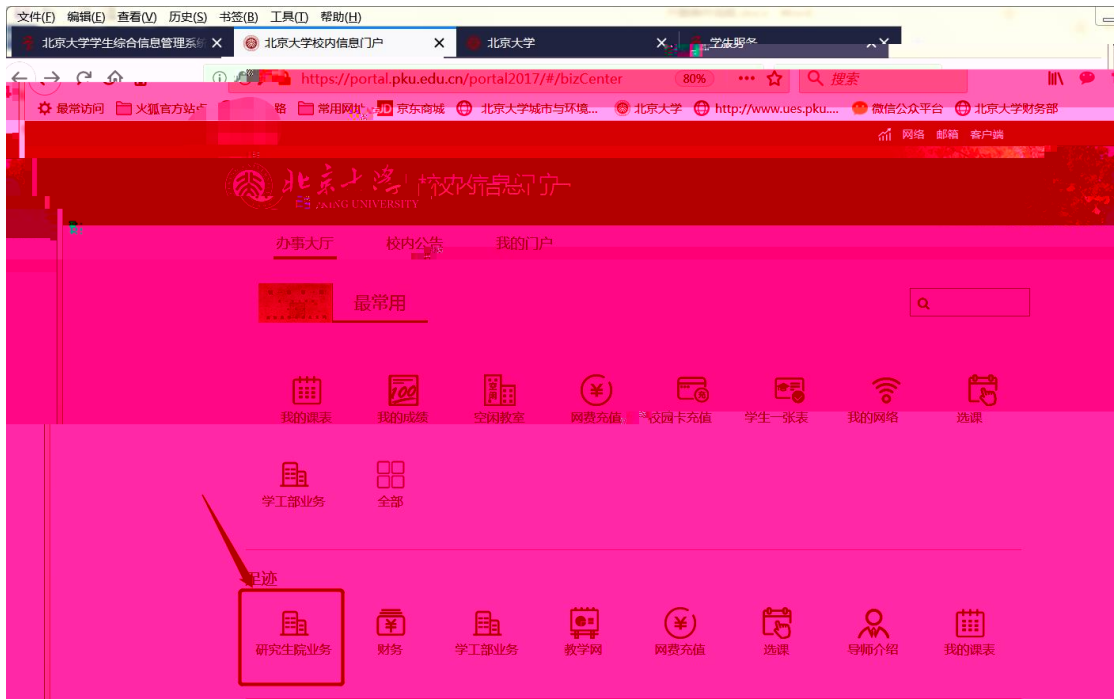 文件(F) 编辑(E) 查看(V) 历史(S) 书签(B) 工具(T) 帮助(H)
北京大学学生综合信息管理系统 × 北京大学校内信息门户 × 北京大学 ×
https://portal.pku.edu.cn/portal2017/#/bizCenter 80% 搜索
最常访问 火狐官方站点 常用网址 JD 京东商城 北京大学城市与环境... 北京大学 http://www.ues.pku.... 微信公众平台 北京大学财务部
网络 邮箱 客户端
北京大学 校内信息门户
UNIVERSITY
办事大厅 校内公告 我的门户
最常用
我的课表 我的成绩 空闲教室 网费充值 校园卡充值 学生一张表 我的网络 选课
学工部业务 全部
足迹
研究生院业务 财务 学工部业务 教学网 网费充值 选课 导师介绍 我的课表